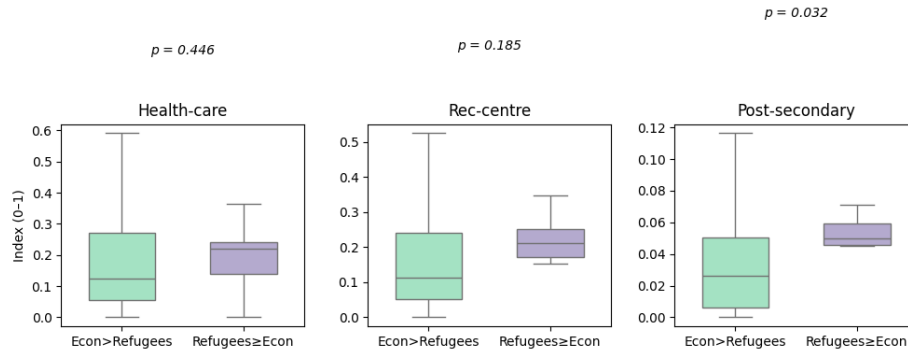 p = 0.446
p = 0.185
p = 0.032
Health-care
Rec-centre
Post-secondary
Index (0–1)
0.6
0.5
0.4
0.3
0.2
0.1
0.0
Econ>Refugees
Refugees≥Econ
0.5
0.4
0.3
0.2
0.1
0.0
Econ>Refugees
Refugees≥Econ
0.12
0.10
0.08
0.06
0.04
0.02
0.00
Econ>Refugees
Refugees≥Econ